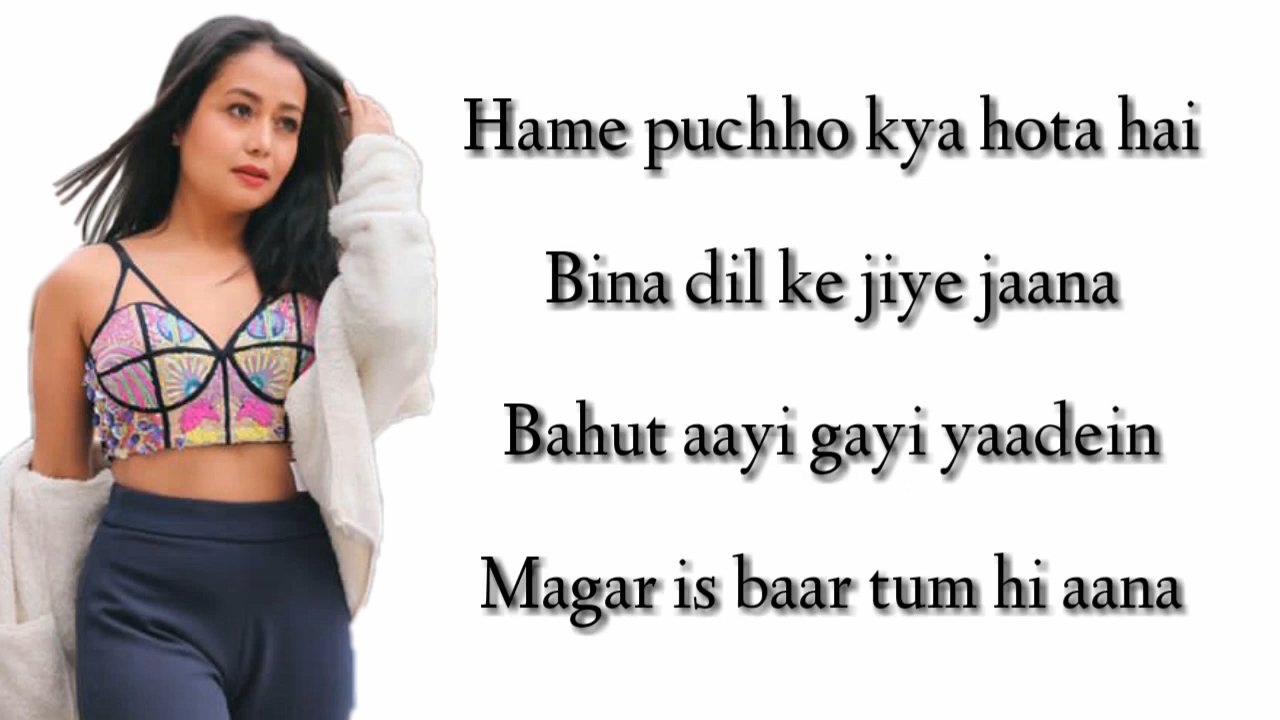 Hame puchho kya hota hai
Bina dil ke jiye jaana
Bahut aayi gayi yaadein
Magar is baar tum hi aana